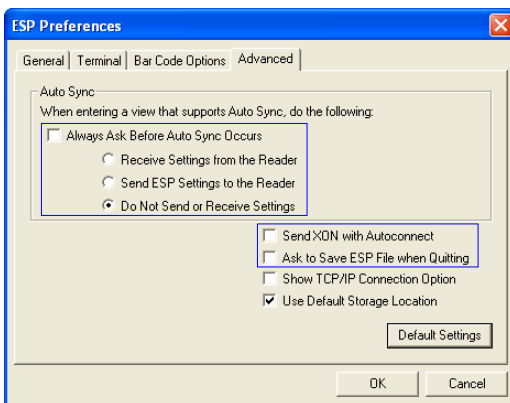 ESP Preferences
General Terminal Bar Code Options Advanced
Auto Sync
When entering a view that supports Auto Sync, do the following:
Always Ask Before Auto Sync Occurs
Receive Settings from the Reader
Send ESP Settings to the Reader
Do Not Send or Receive Settings
Send XON with Autoconnect
Ask to Save ESP File when Quitting
Show TCP/IP Connection Option
Use Default Storage Location
Default Settings
OK Cancel